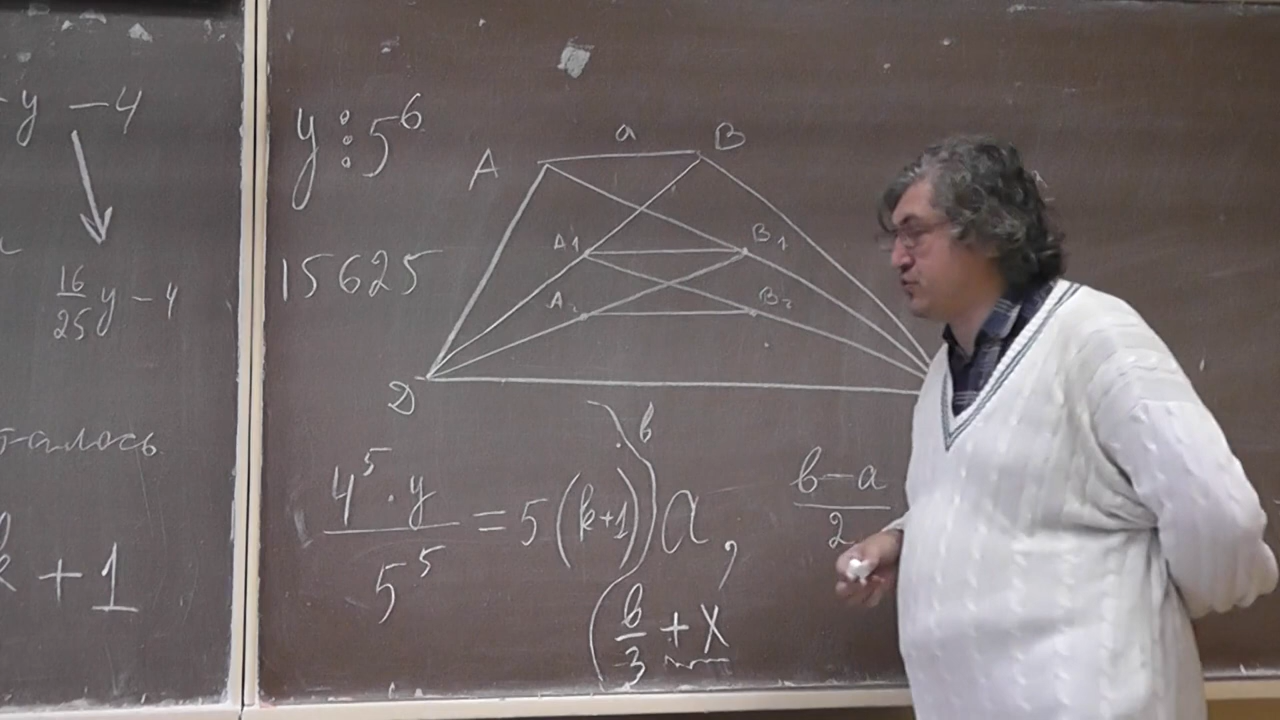 -y - 4
16/25 y - 4
k + 1
y ⋮ 5^6
15625
A a B
A1 B1
A2 B2
D
b
4^5 · y / 5^5 = 5(k+1)
a, (b-a)/2
b/3 + x